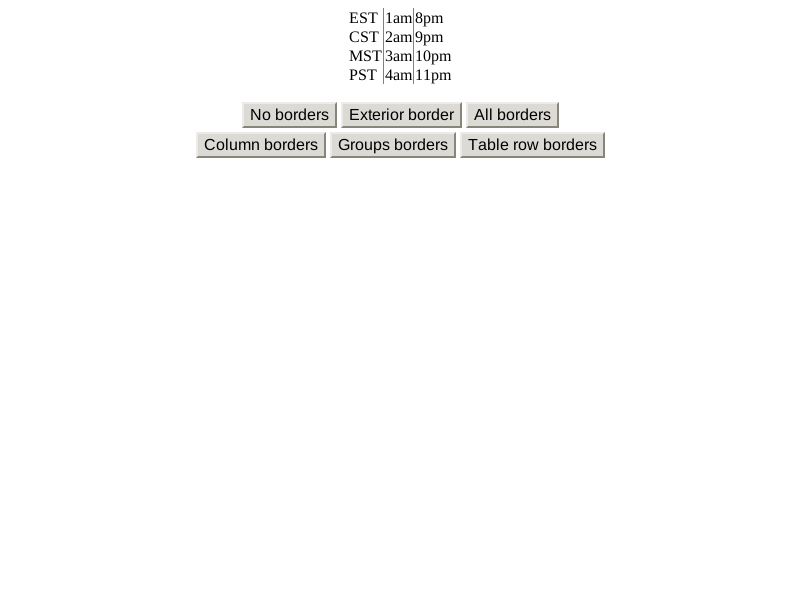 EST 1am 8pm
CST 2am 9pm
MST 3am 10pm
PST 4am 11pm
No borders Exterior border All borders
Column borders Groups borders Table row borders